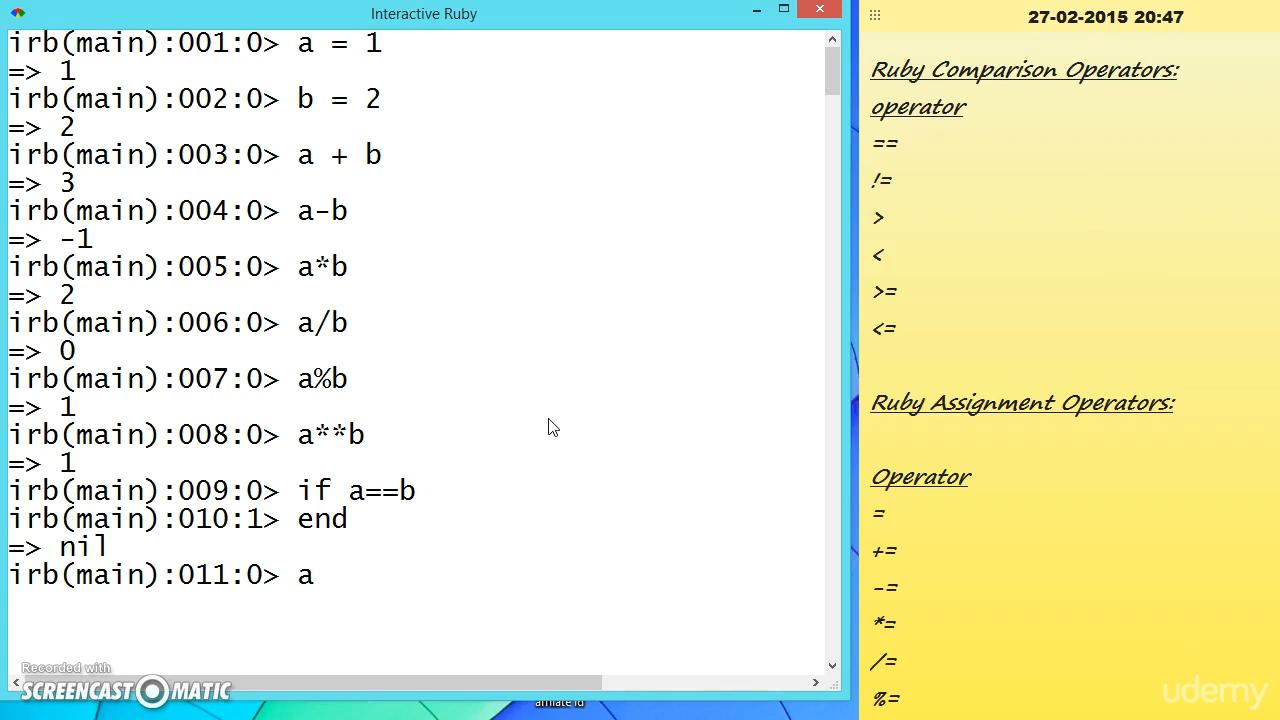 Interactive Ruby
irb(main):001:0> a = 1
=> 1
irb(main):002:0> b = 2
=> 2
irb(main):003:0> a + b
=> 3
irb(main):004:0> a-b
=> -1
irb(main):005:0> a*b
=> 2
irb(main):006:0> a/b
=> 0
irb(main):007:0> a%b
=> 1
irb(main):008:0> a**b
=> 1
irb(main):009:0> if a==b
irb(main):010:1> end
=> nil
irb(main):011:0> a
Recorded with
SCREENCAST O MATIC
27-02-2015 20:47
Ruby Comparison Operators:
operator
==
!=
>
<
>=
<=
Ruby Assignment Operators:
Operator
=
+=
-=
*=
/=
%=
udemy